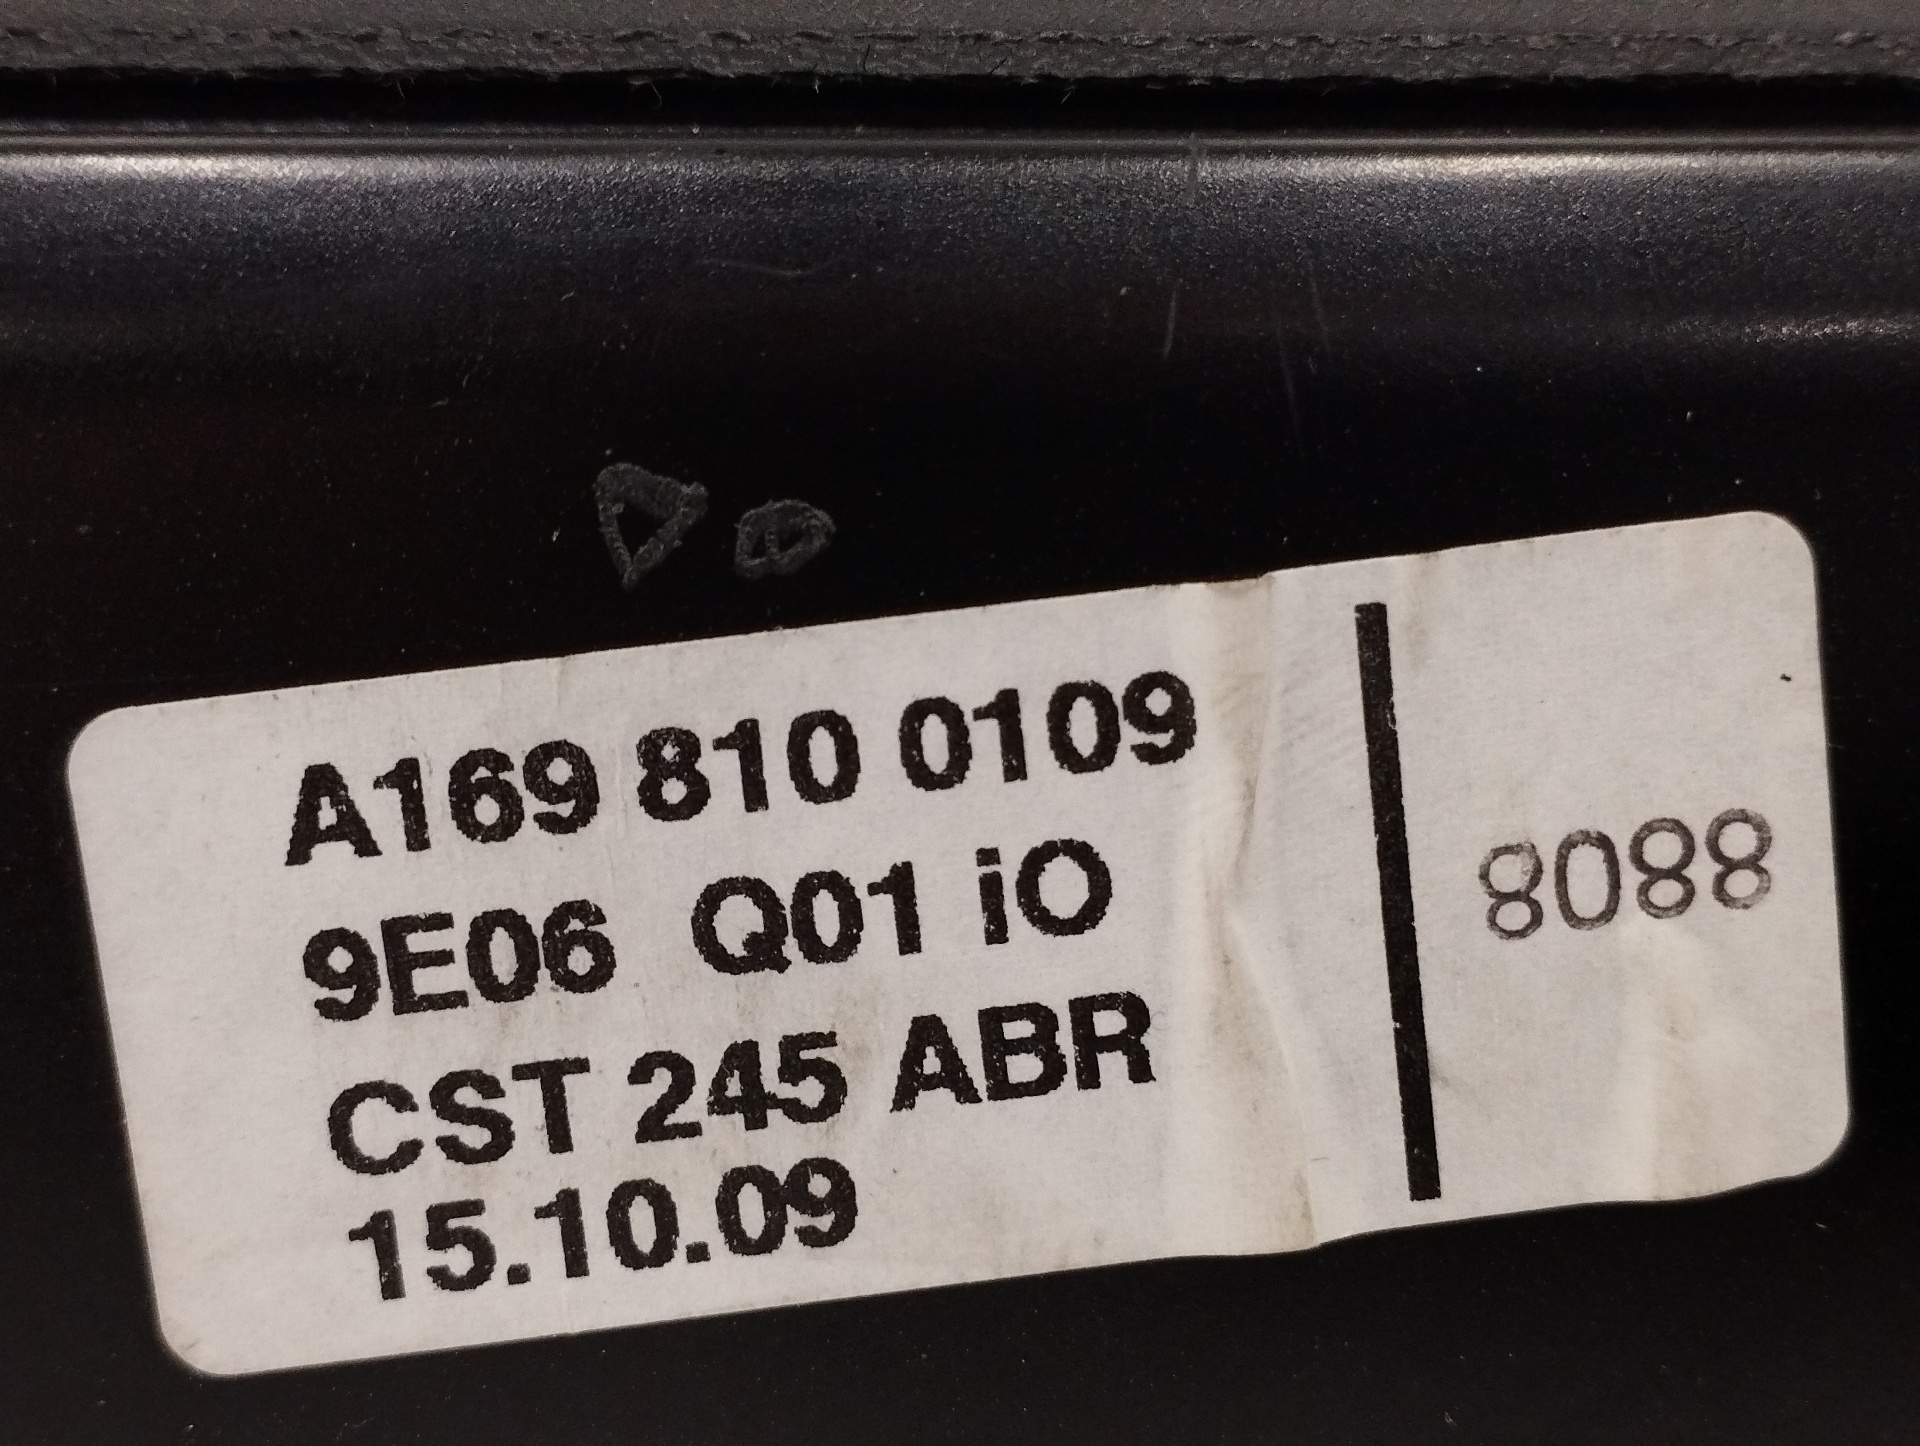 A169 810 0109
9E06 Q01 iO
CST 245 ABR
15.10.09
8088